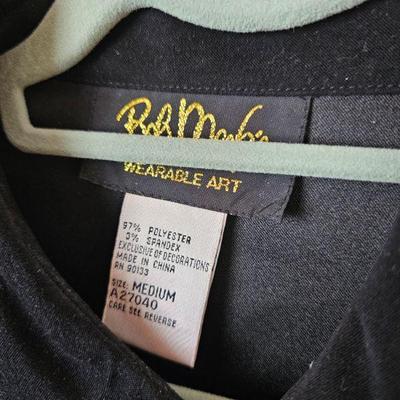 Bob Mackie
WEARABLE ART
97% POLYESTER
3% SPANDEX
EXCLUSIVE OF DECORATIONS
MADE IN CHINA
RN 90133
SIZE: MEDIUM
A27040
CARE SEE REVERSE